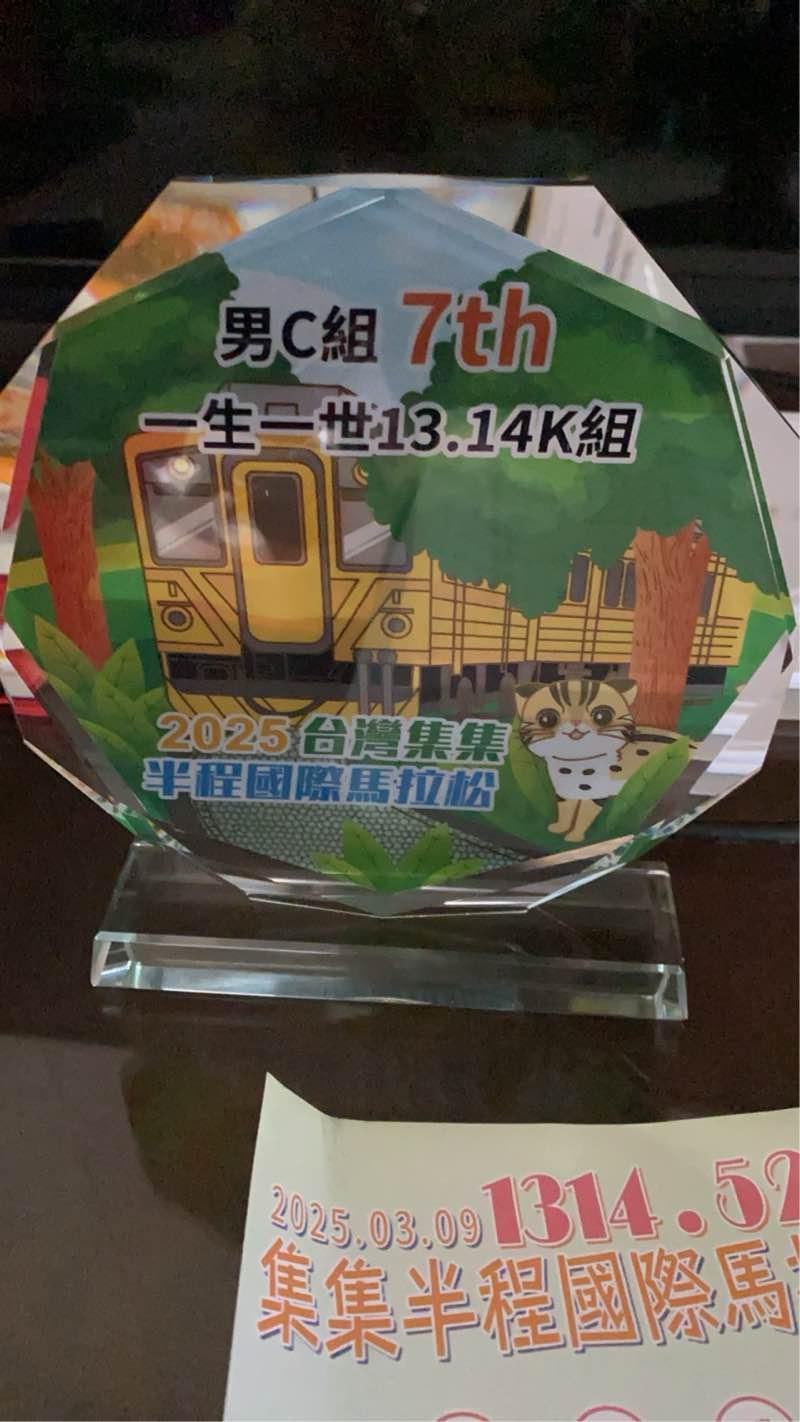 男C組 7th
一生一世13.14K組
2025 台灣集集
半程國際馬拉松
2025.03.09 1314.52
集集半程國際馬